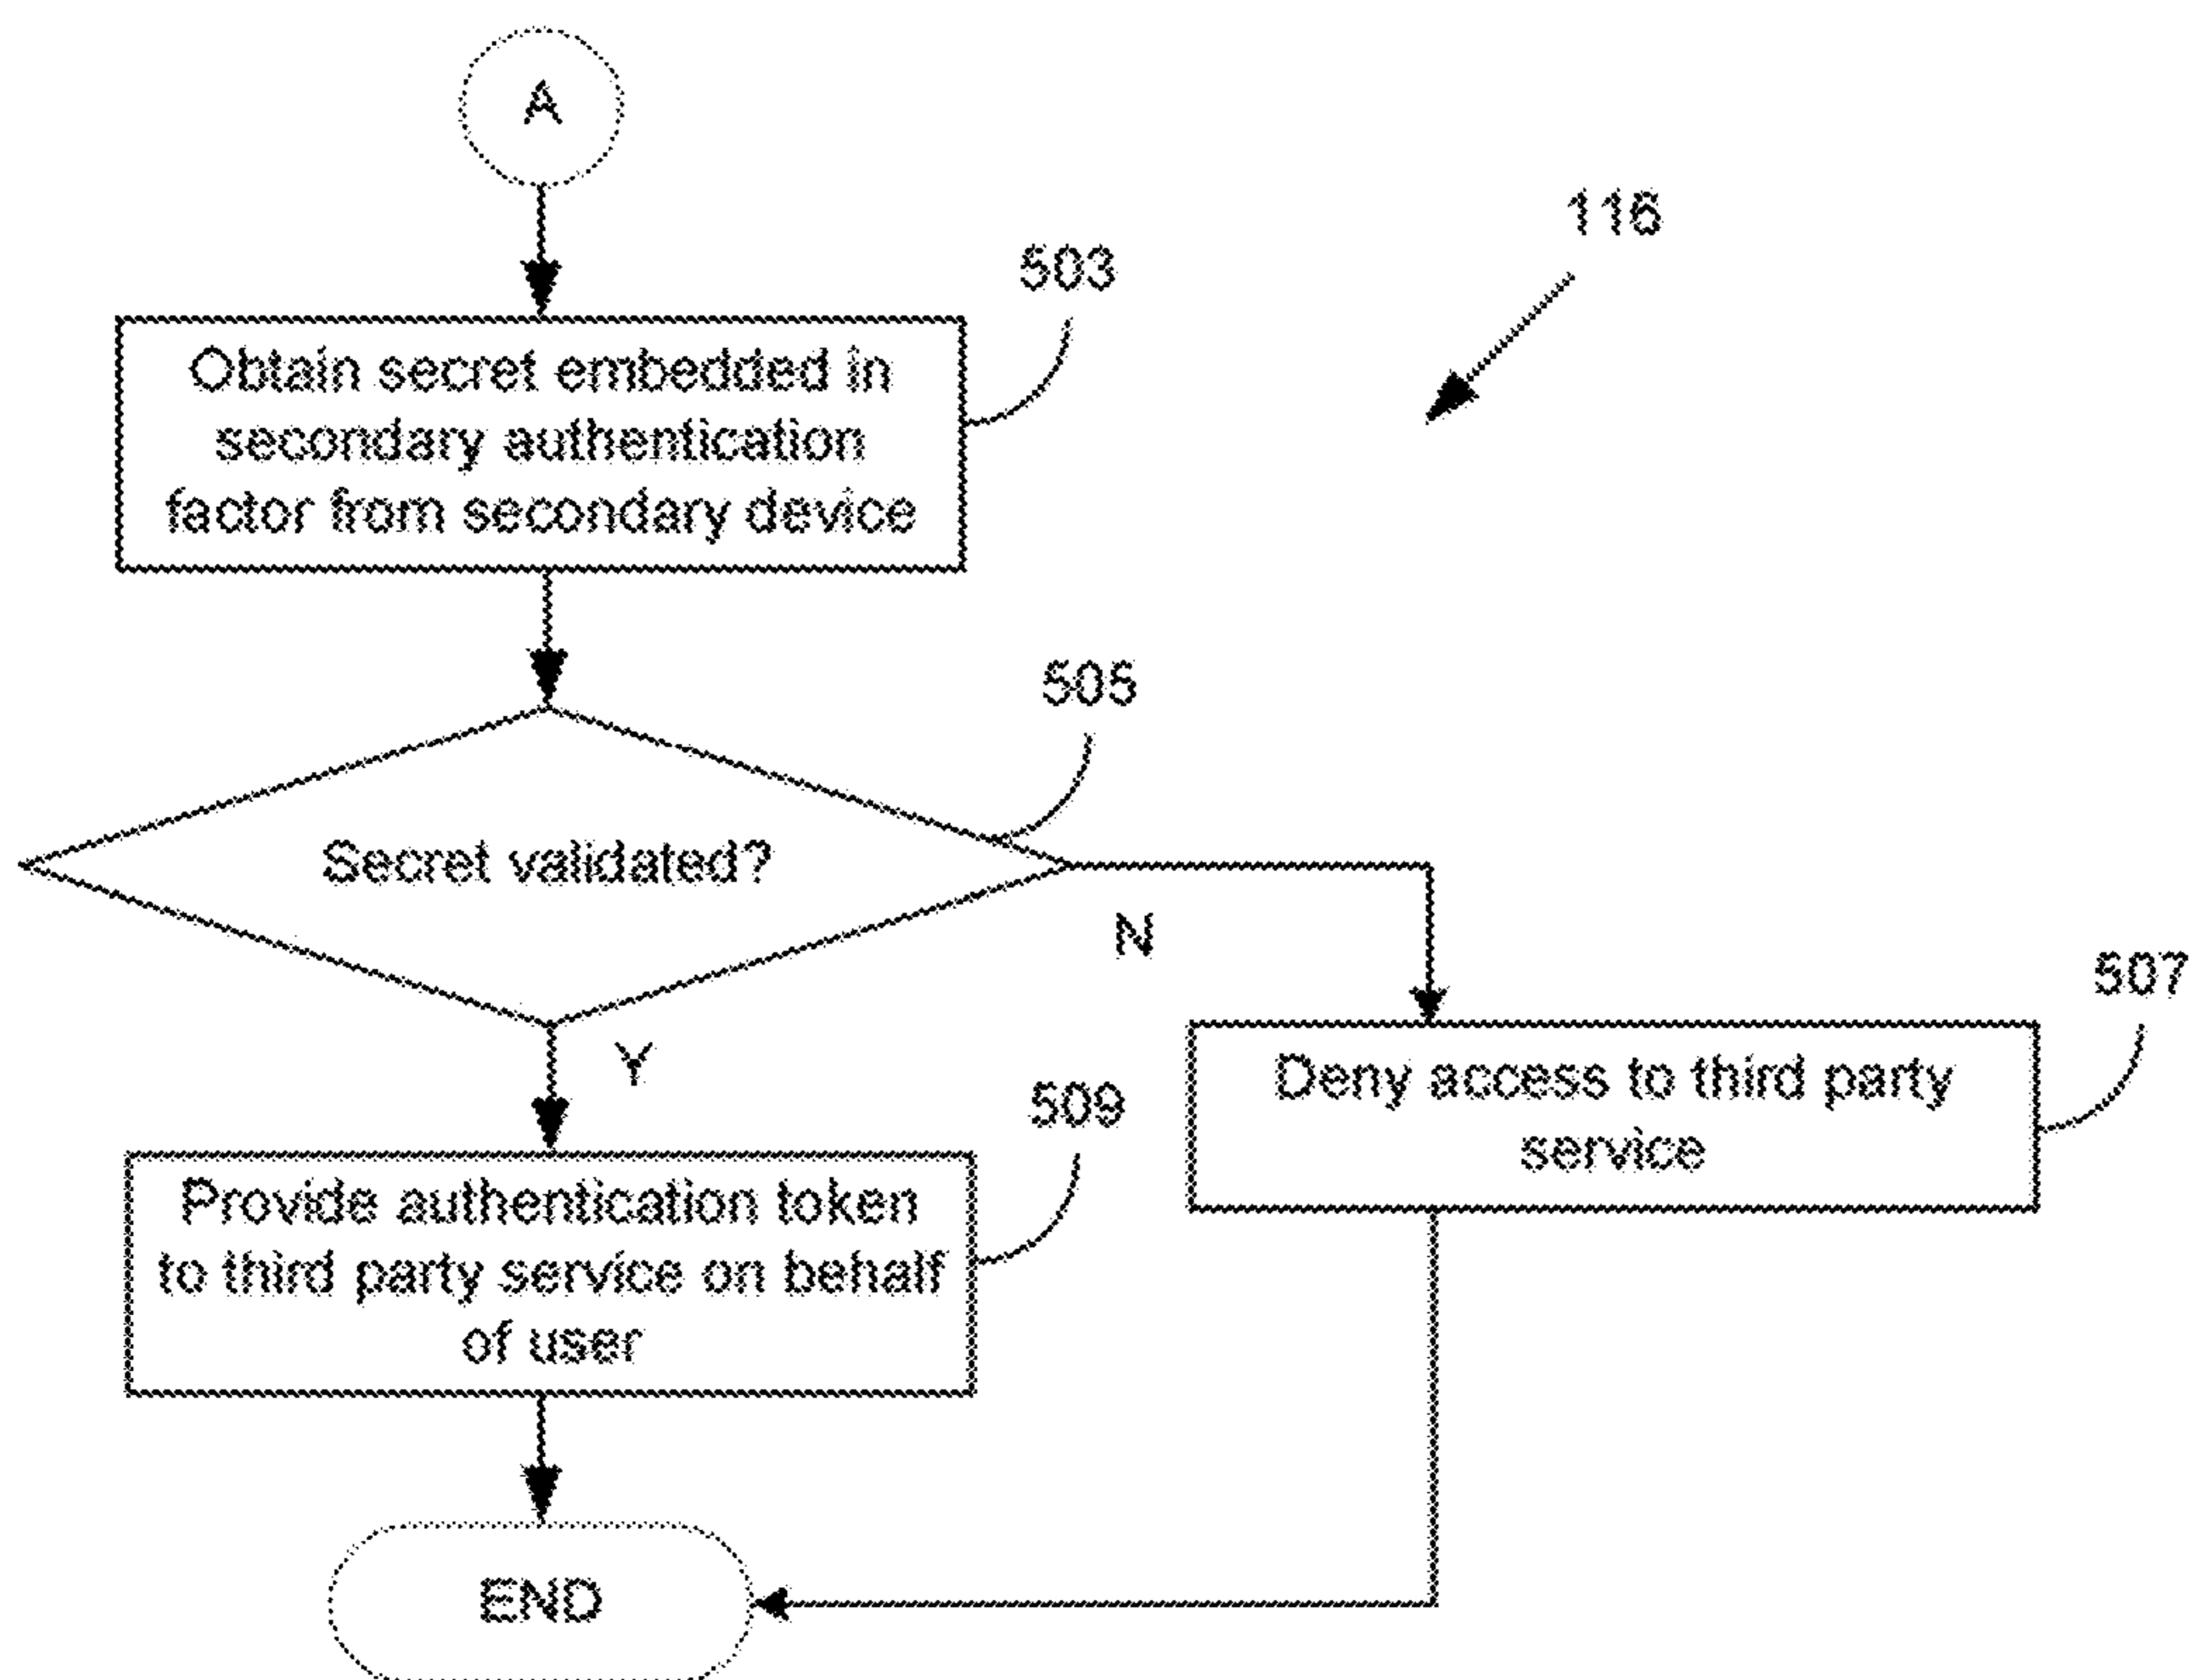 A
116
503
Obtain secret embedded in
secondary authentication
factor from secondary device
505
Secret validated?
N
Y
507
Deny access to third party
service
509
Provide authentication token
to third party service on behalf
of user
END